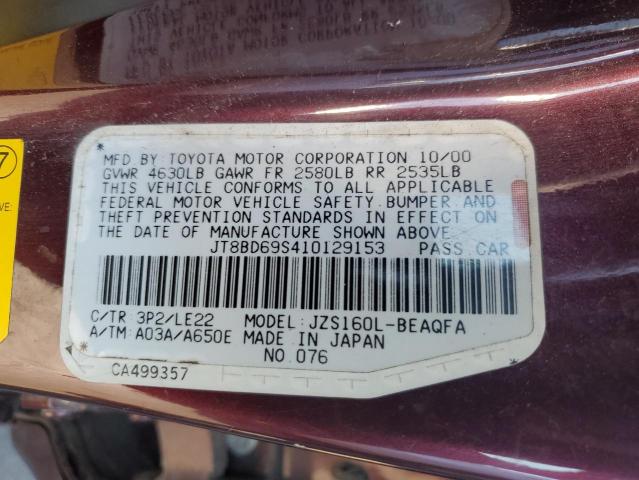 MFD BY: TOYOTA MOTOR CORPORATION 10/00
GVWR 4630LB GAWR FR 2580LB RR 2535LB
THIS VEHICLE CONFORMS TO ALL APPLICABLE
FEDERAL MOTOR VEHICLE SAFETY, BUMPER, AND
THEFT PREVENTION STANDARDS IN EFFECT ON
THE DATE OF MANUFACTURE SHOWN ABOVE.
JT8BD69S410129153 PASS.CAR
C/TR: 3P2/LE22 MODEL: JZS160L-BEAQFA
A/TM: A03A/A650E MADE IN JAPAN
NO.076
CA499357
7